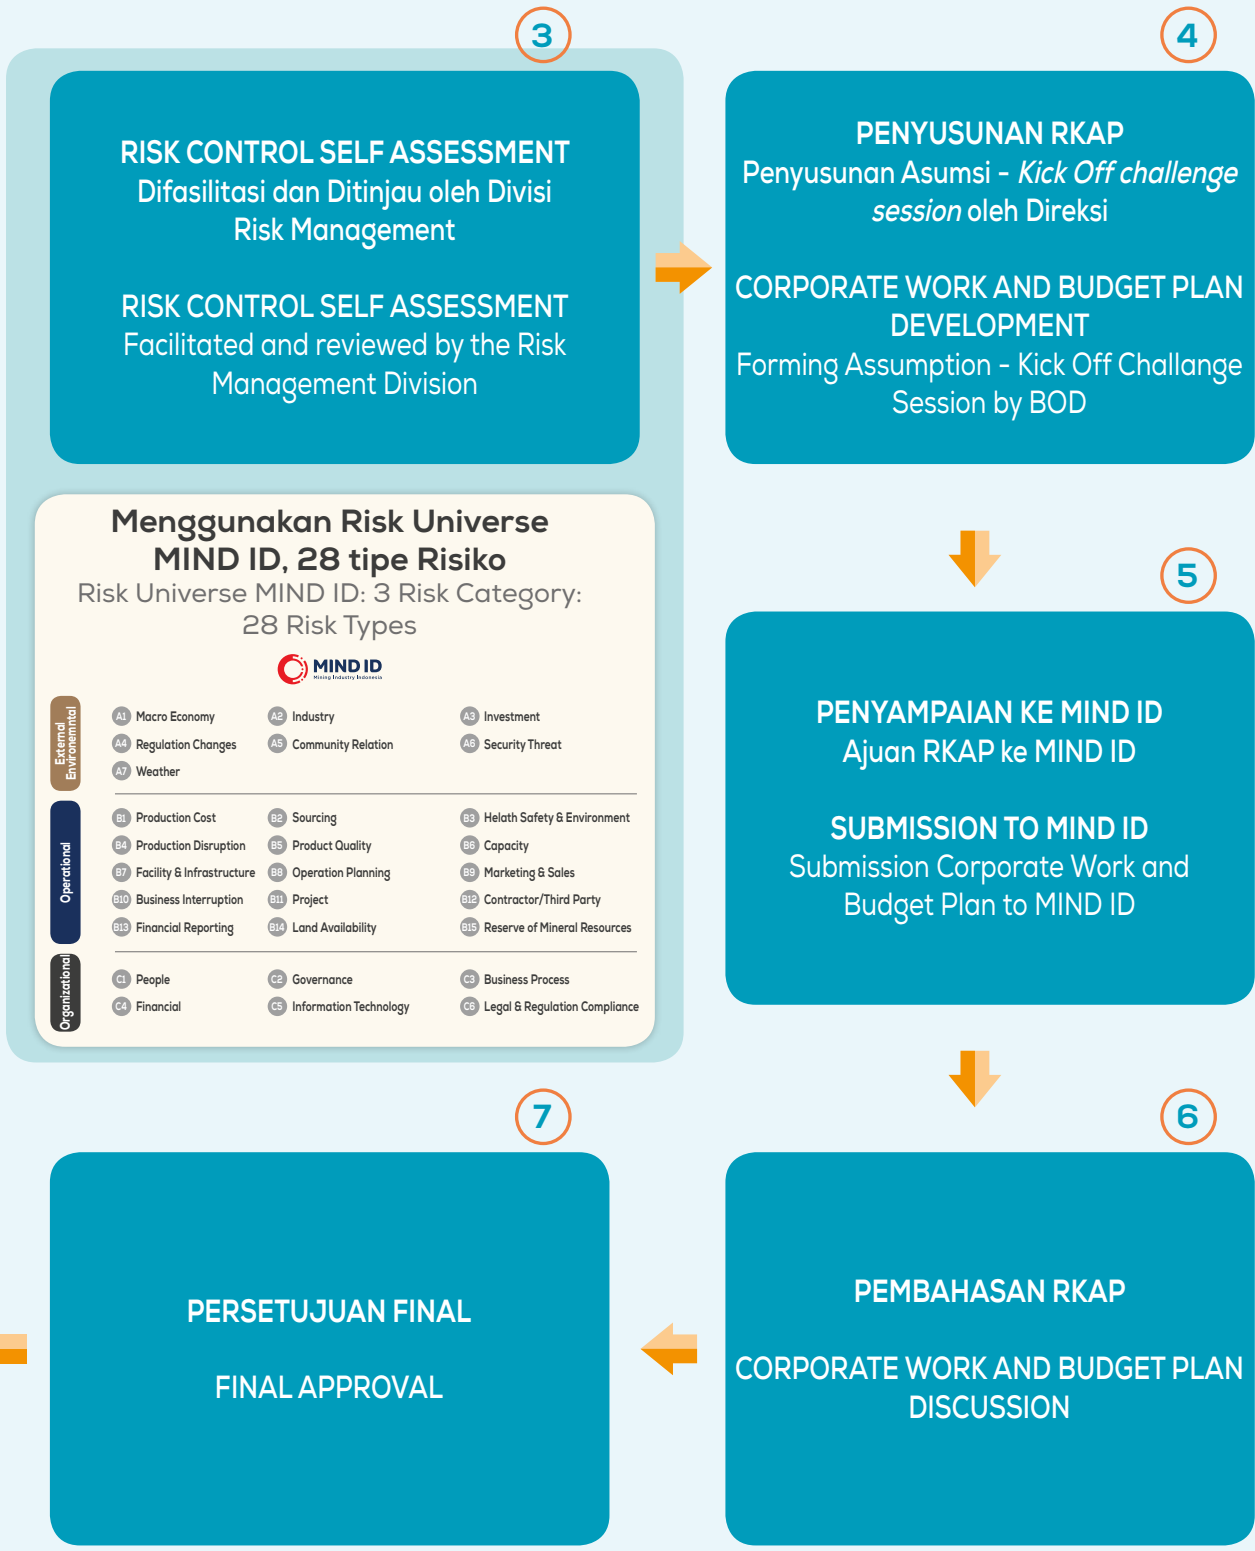 3
RISK CONTROL SELF ASSESSMENT
Difasilitasi dan Ditinjau oleh Divisi
Risk Management
RISK CONTROL SELF ASSESSMENT
Facilitated and reviewed by the Risk
Management Division
Menggunakan Risk Universe
MIND ID, 28 tipe Risiko
Risk Universe MIND ID: 3 Risk Category:
28 Risk Types
MIND ID
Mining Industry Indonesia
External
Environemntal
A1 Macro Economy A2 Industry A3 Investment
A4 Regulation Changes A5 Community Relation A6 Security Threat
A7 Weather
Operational
B1 Production Cost B2 Sourcing B3 Helath Safety & Environment
B4 Production Disruption B5 Product Quality B6 Capacity
B7 Facility & Infrastructure B8 Operation Planning B9 Marketing & Sales
B10 Business Interruption B11 Project B12 Contractor/Third Party
B13 Financial Reporting B14 Land Availability B15 Reserve of Mineral Resources
Organizational
C1 People C2 Governance C3 Business Process
C4 Financial C5 Information Technology C6 Legal & Regulation Compliance
4
PENYUSUNAN RKAP
Penyusunan Asumsi - Kick Off challenge
session oleh Direksi
CORPORATE WORK AND BUDGET PLAN
DEVELOPMENT
Forming Assumption - Kick Off Challange
Session by BOD
5
PENYAMPAIAN KE MIND ID
Ajuan RKAP ke MIND ID
SUBMISSION TO MIND ID
Submission Corporate Work and
Budget Plan to MIND ID
6
PEMBAHASAN RKAP
CORPORATE WORK AND BUDGET PLAN
DISCUSSION
7
PERSETUJUAN FINAL
FINAL APPROVAL